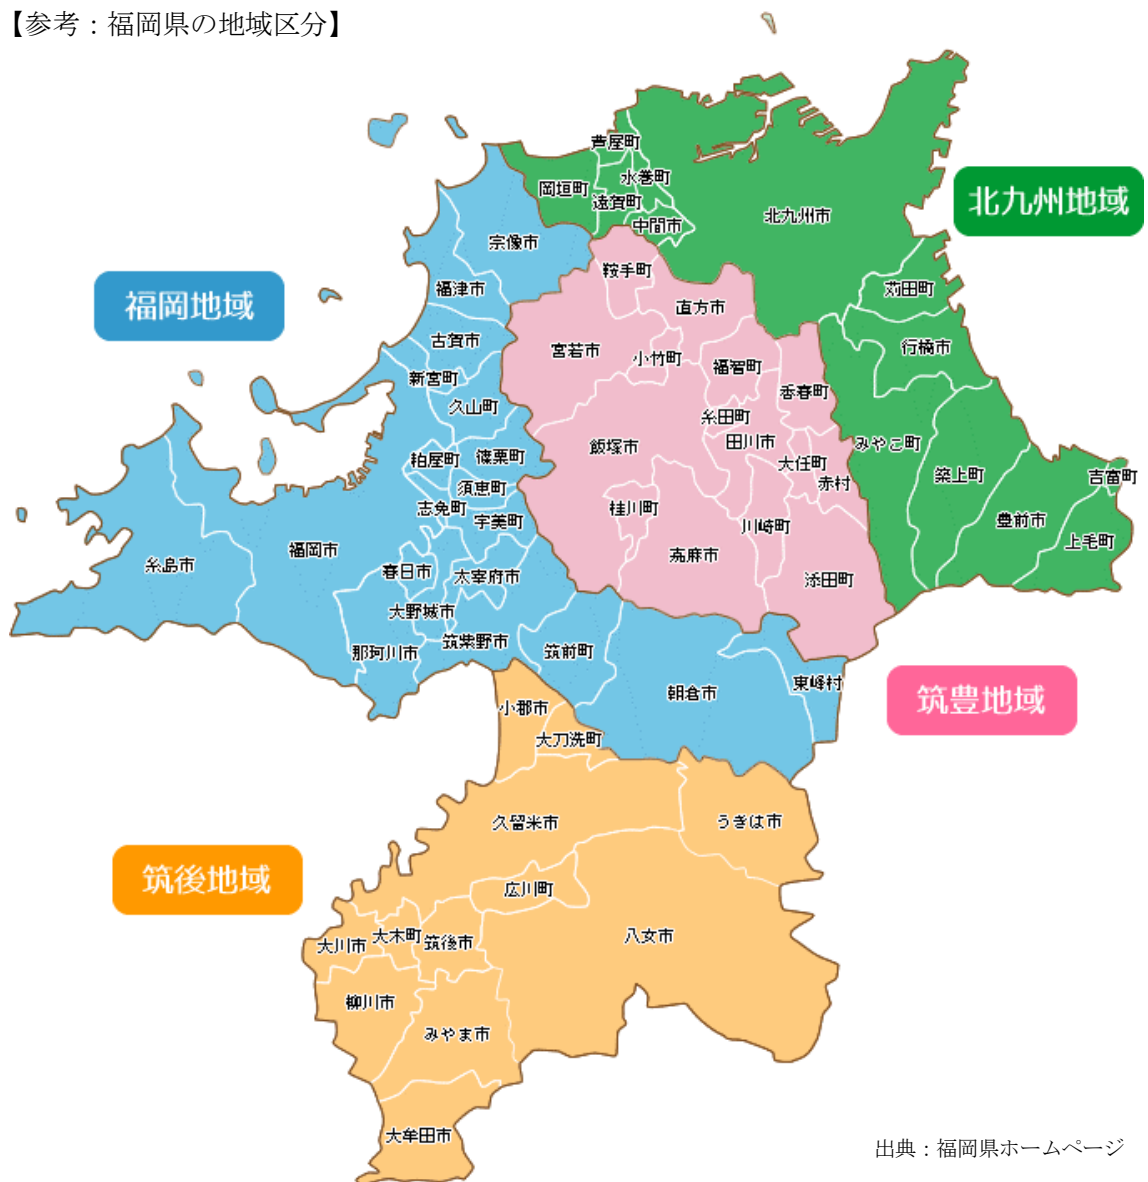 【参考：福岡県の地域区分】
芦屋町
水巻町
岡垣町
遠賀町
中間市
北九州市
北九州地域
宗像市
鞍手町
福津市
苅田町
福岡地域
直方市
古賀市
行橋市
宮若市
小竹町
福智町
新宮町
香春町
久山町
糸田町
田川市
みやこ町
飯塚市
粕屋町
篠栗町
大任町
赤村
築上町
吉富町
須恵町
志免町
桂川町
宇美町
川崎町
豊前市
上毛町
福岡市
嘉麻市
糸島市
春日市
太宰府市
添田町
大野城市
筑紫野市
那珂川市
筑前町
東峰村
朝倉市
筑豊地域
小郡市
大刀洗町
久留米市
うきは市
筑後地域
広川町
大川市
大木町
筑後市
八女市
柳川市
みやま市
大牟田市
出典：福岡県ホームページ